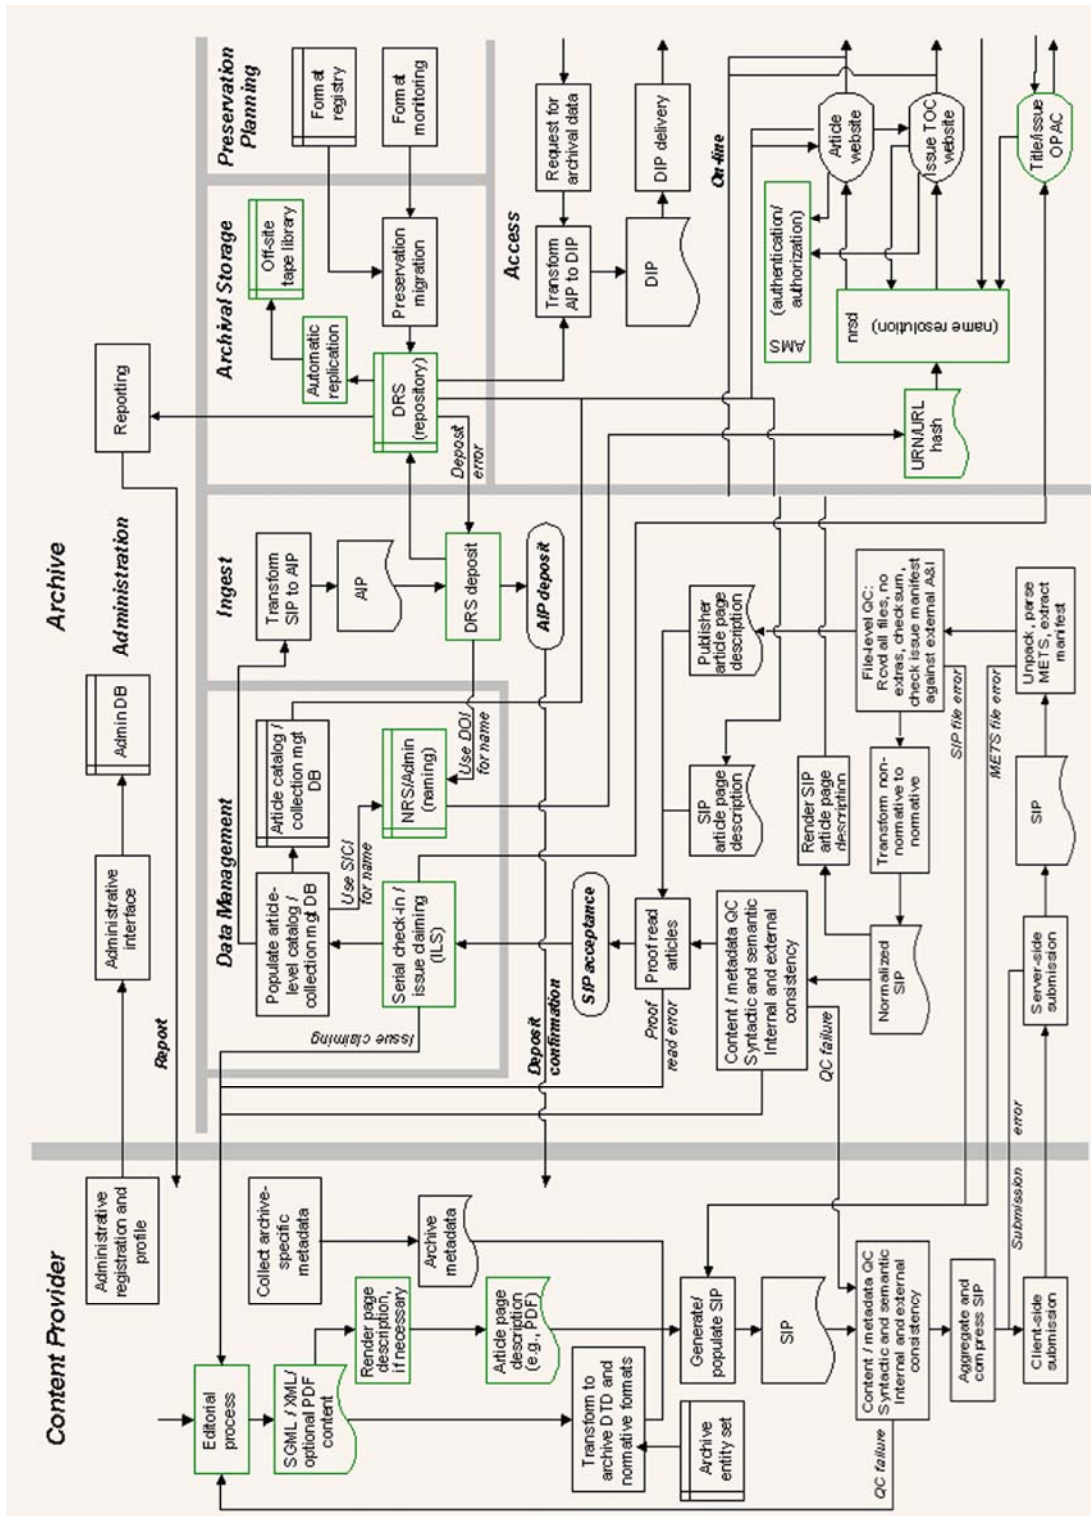 Content Provider
Archive
Administrative
registration and
profile
Report
Administrative
interface
Admin DB
Administration
Reporting
Editorial
process
SGML / XML/
optional PDF
content
Collect archive-
specific
metadata
Render page
description,
if necessary
Archive
metadata
Article page
description
(e.g., PDF)
Transform to
archive DTD and
normative formats
Archive
entity set
Generate/
populate SIP
SIP
Content / metadata QC
Syntactic and semantic
Internal and external
consistency
QC failure
Aggregate and
compress SIP
Client-side
submission
Submission error
Server-side
submission
SIP
Unpack, parse
METS, extract
manifest
METS file error
SIP file error
File-level QC:
Rcvd all files, no
extras, checksum,
check issue manifest
against external A&I
Transform non-
normative to
normative
Normalized
SIP
Render SIP
article page
description
Content / metadata QC
Syntactic and semantic
Internal and external
consistency
QC failure
SIP
article page
description
Publisher
article page
description
Proof read
articles
Proof
read error
SIP acceptance
Deposit
confirmation
Data Management
Populate article-
level catalog /
collection mgt DB
Article catalog /
collection mgt
DB
Use SICI
for name
Serial check-in /
issue claiming
(ILS)
Issue claiming
NRS/Admin
(naming)
Use DOI
for name
Ingest
Transform
SIP to AIP
AIP
DRS deposit
AIP deposit
Archival Storage
Automatic
replication
Off-site
tape library
DRS
(repository)
Deposit
error
Preservation
migration
Preservation
Planning
Format
registry
Format
monitoring
Access
Transform
AIP to DIP
Request for
archival data
DIP
DIP delivery
On-line
AMS
(authentication/
authorization)
Article
website
Issue TOC
website
nrsd
(name resolution)
URN/URL
hash
Title/issue
OPAC